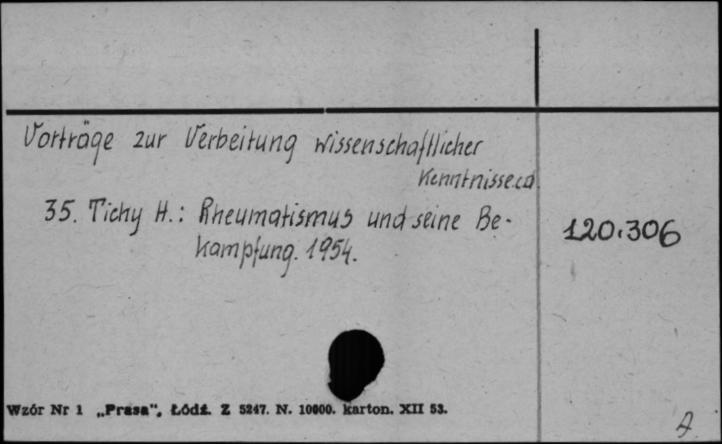 Vorträge zur Verbeitung wissenschaftlicher
Kenntnisse.cd.
35. Tichy H.: Rheumatismus und seine Be-
kampfung. 1954.
120.306
Wzór Nr 1 „Prasa", Łódź. Z 5247. N. 10000. karton. XII 53.
A